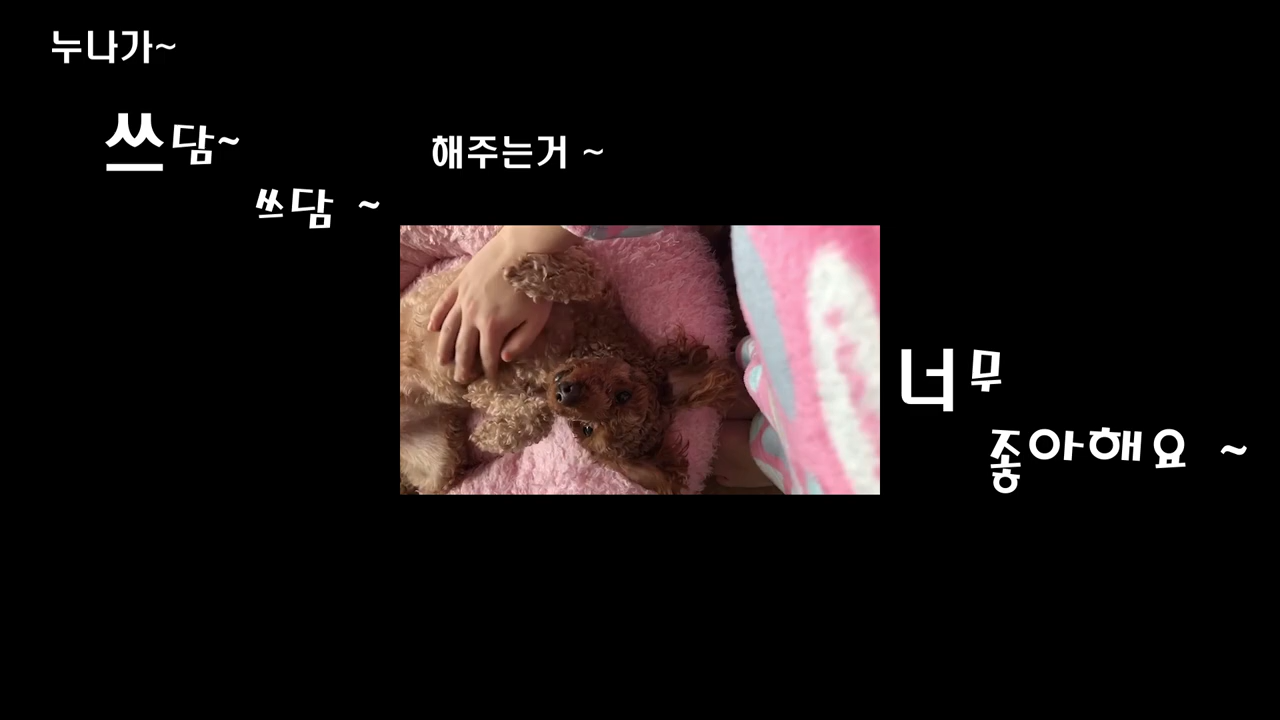 누나가~
쓰담~
쓰담 ~
해주는거 ~
너무
좋아해요 ~